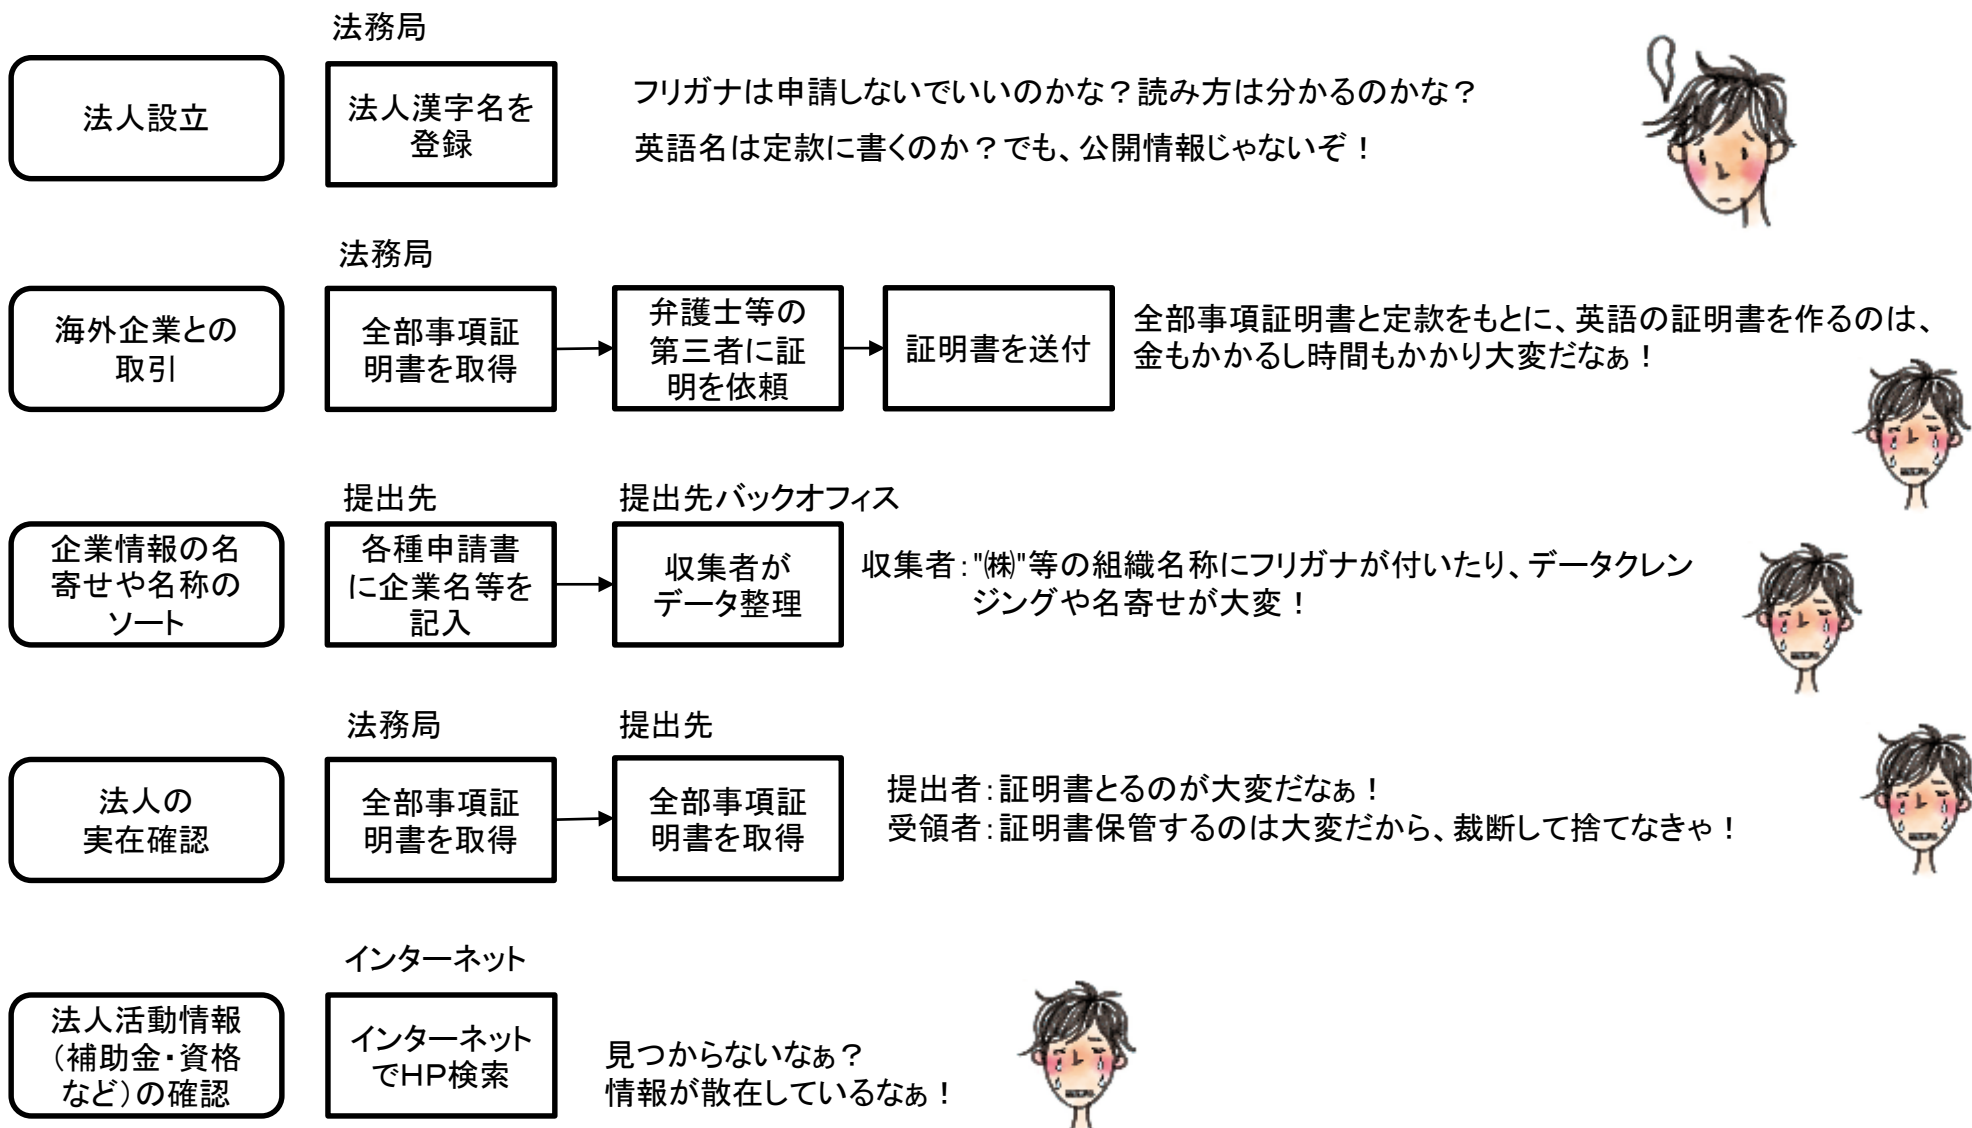 法務局
法人設立
法人漢字名を
登録
フリガナは申請しないでいいのかな？読み方は分かるのかな？
英語名は定款に書くのか？でも、公開情報じゃないぞ！
法務局
海外企業との
取引
全部事項証
明書を取得
弁護士等の
第三者に証
明を依頼
証明書を送付
全部事項証明書と定款をもとに、英語の証明書を作るのは、
金もかかるし時間もかかり大変だなぁ！
提出先
提出先バックオフィス
企業情報の名
寄せや名称の
ソート
各種申請書
に企業名等を
記入
収集者が
データ整理
収集者："㈱"等の組織名称にフリガナが付いたり、データクレン
ジングや名寄せが大変！
法務局
提出先
法人の
実在確認
全部事項証
明書を取得
全部事項証
明書を取得
提出者：証明書とるのが大変だなぁ！
受領者：証明書保管するのは大変だから、裁断して捨てなきゃ！
インターネット
法人活動情報
（補助金・資格
など）の確認
インターネット
でHP検索
見つからないなぁ？
情報が散在しているなぁ！